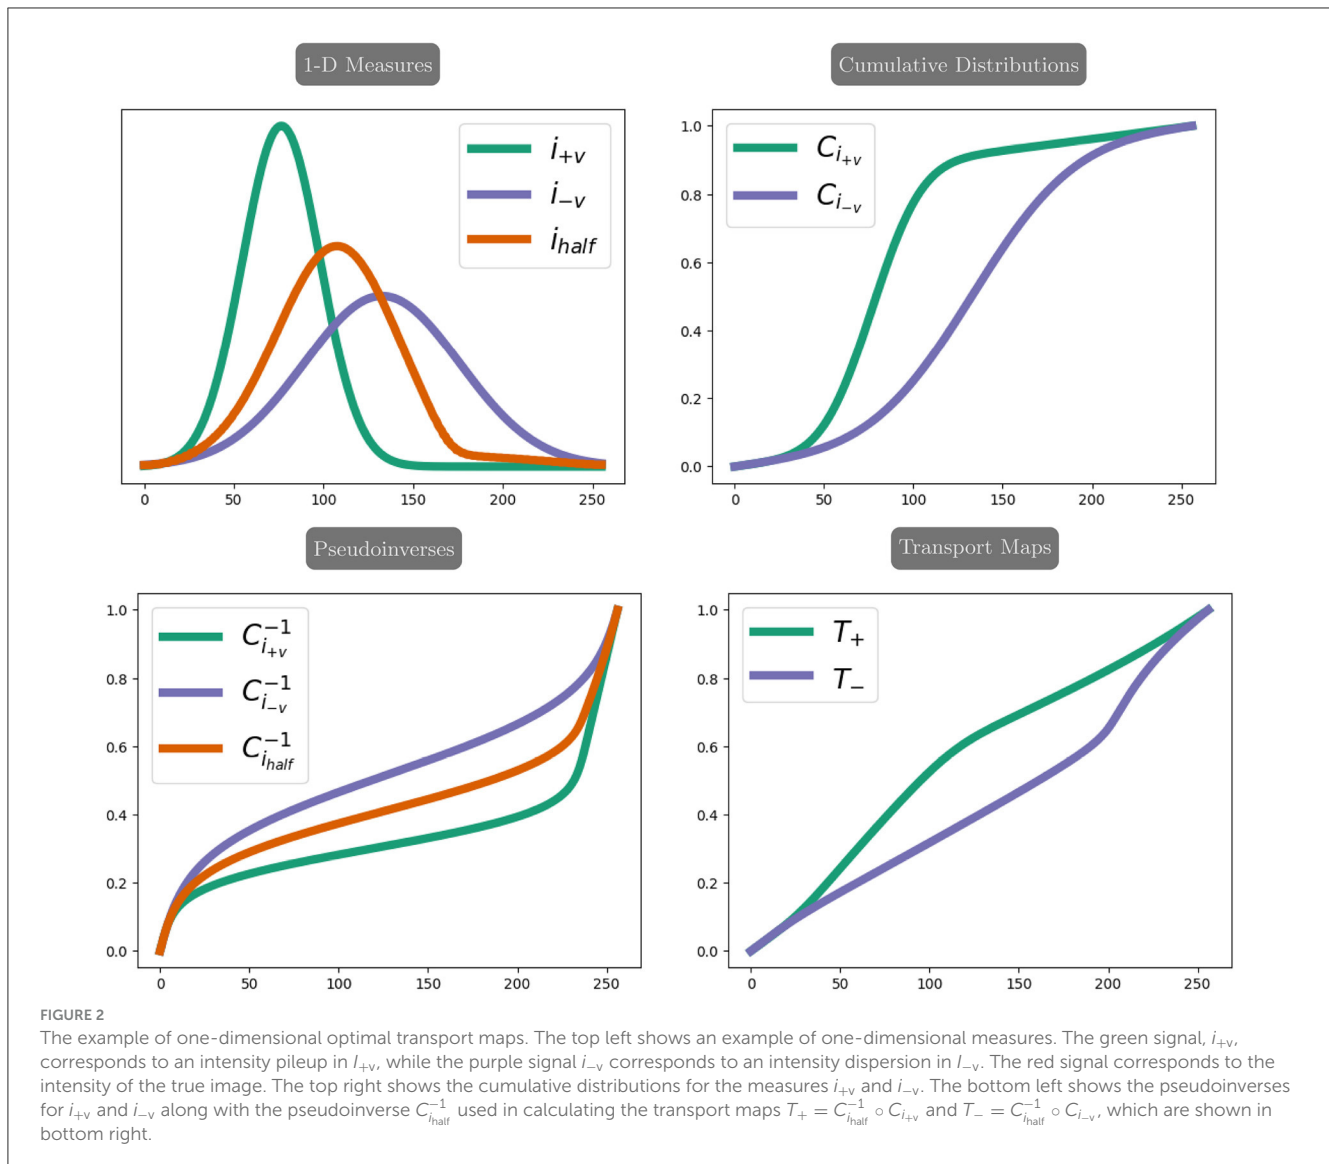 1-D Measures
i+v
i−v
ihalf
0 50 100 150 200 250
Cumulative Distributions
1.0
0.8
0.6
0.4
0.2
0.0
Ci+v
Ci−v
0 50 100 150 200 250
Pseudoinverses
1.0
0.8
0.6
0.4
0.2
0.0
C−1i+v
C−1i−v
C−1ihalf
0 50 100 150 200 250
Transport Maps
1.0
0.8
0.6
0.4
0.2
0.0
T+
T−
0 50 100 150 200 250
FIGURE 2
The example of one-dimensional optimal transport maps. The top left shows an example of one-dimensional measures. The green signal, i+v,
corresponds to an intensity pileup in I+v, while the purple signal i−v corresponds to an intensity dispersion in I−v. The red signal corresponds to the
intensity of the true image. The top right shows the cumulative distributions for the measures i+v and i−v. The bottom left shows the pseudoinverses
for i+v and i−v along with the pseudoinverse C−1ihalf used in calculating the transport maps T+ = C−1ihalf ∘ Ci+v and T− = C−1ihalf ∘ Ci−v, which are shown in
bottom right.